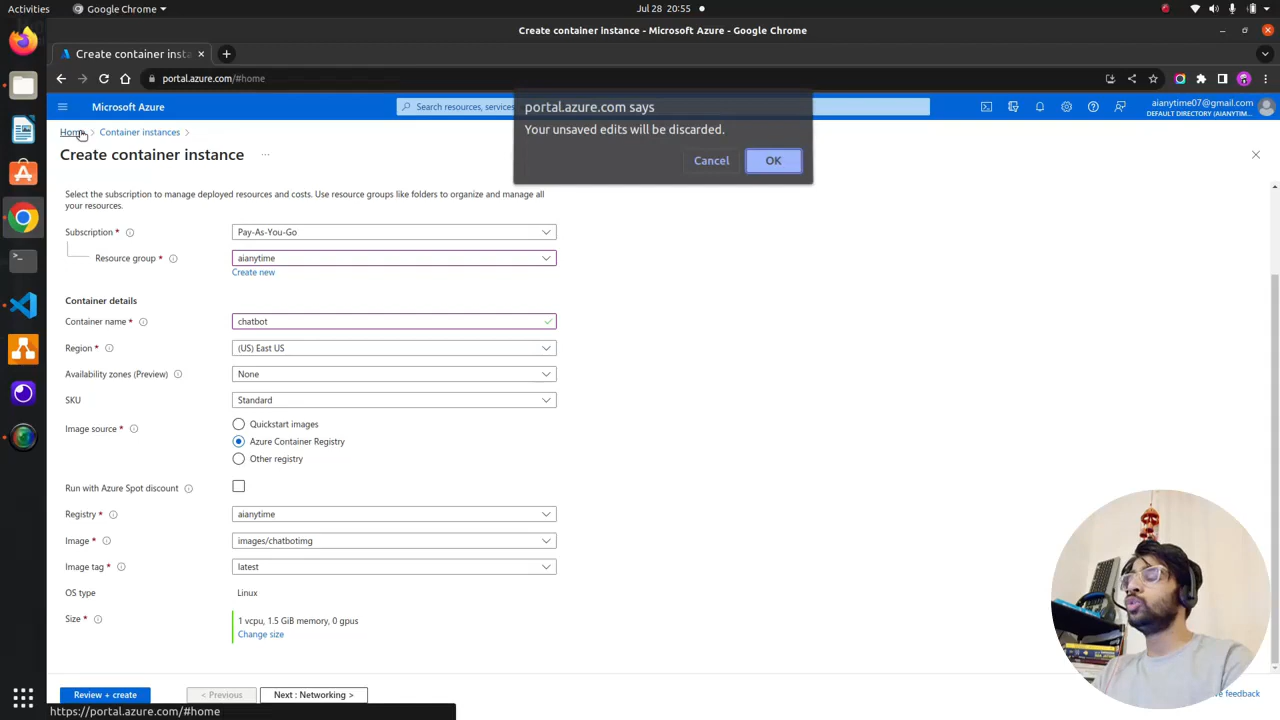 Activities
Google Chrome
Jul 28 20:55
Create container instance - Microsoft Azure - Google Chrome
Create container insta
portal.azure.com/#home
Microsoft Azure
Search resources, services
aianytime07@gmail.com
DEFAULT DIRECTORY (AIANYTIME...
portal.azure.com says
Your unsaved edits will be discarded.
Cancel
OK
Home > Container instances >
Create container instance ...
Select the subscription to manage deployed resources and costs. Use resource groups like folders to organize and manage all
your resources.
Subscription *
Pay-As-You-Go
Resource group *
aianytime
Create new
Container details
Container name *
chatbot
Region *
(US) East US
Availability zones (Preview)
None
SKU
Standard
Image source *
Quickstart images
Azure Container Registry
Other registry
Run with Azure Spot discount
Registry *
aianytime
Image *
images/chatbotimg
Image tag *
latest
OS type
Linux
Size *
1 vcpu, 1.5 GiB memory, 0 gpus
Change size
Review + create
< Previous
Next : Networking >
feedback
https://portal.azure.com/#home